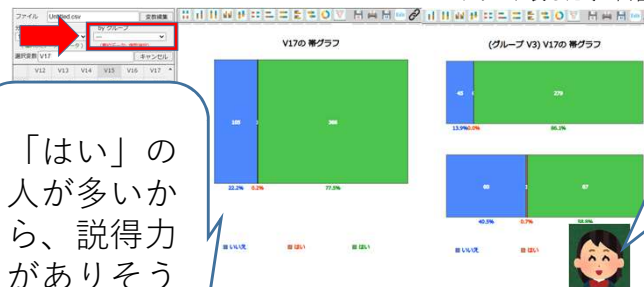 ファイル Untitled.csv 変数編集
by グループ
---
選択変数 V17 キャンセル
V12 V13 V14 V15 V16 V17
V17の 帯グラフ
105
366
22.2% 0.2% 77.5%
いいえ はい はい
(グループ V3) V17の 帯グラフ
45
279
13.9% 0.0% 86.1%
60 1 87
40.5% 0.7% 58.8%
いいえ はい
「はい」の
人が多いか
ら、説得力
がありそう